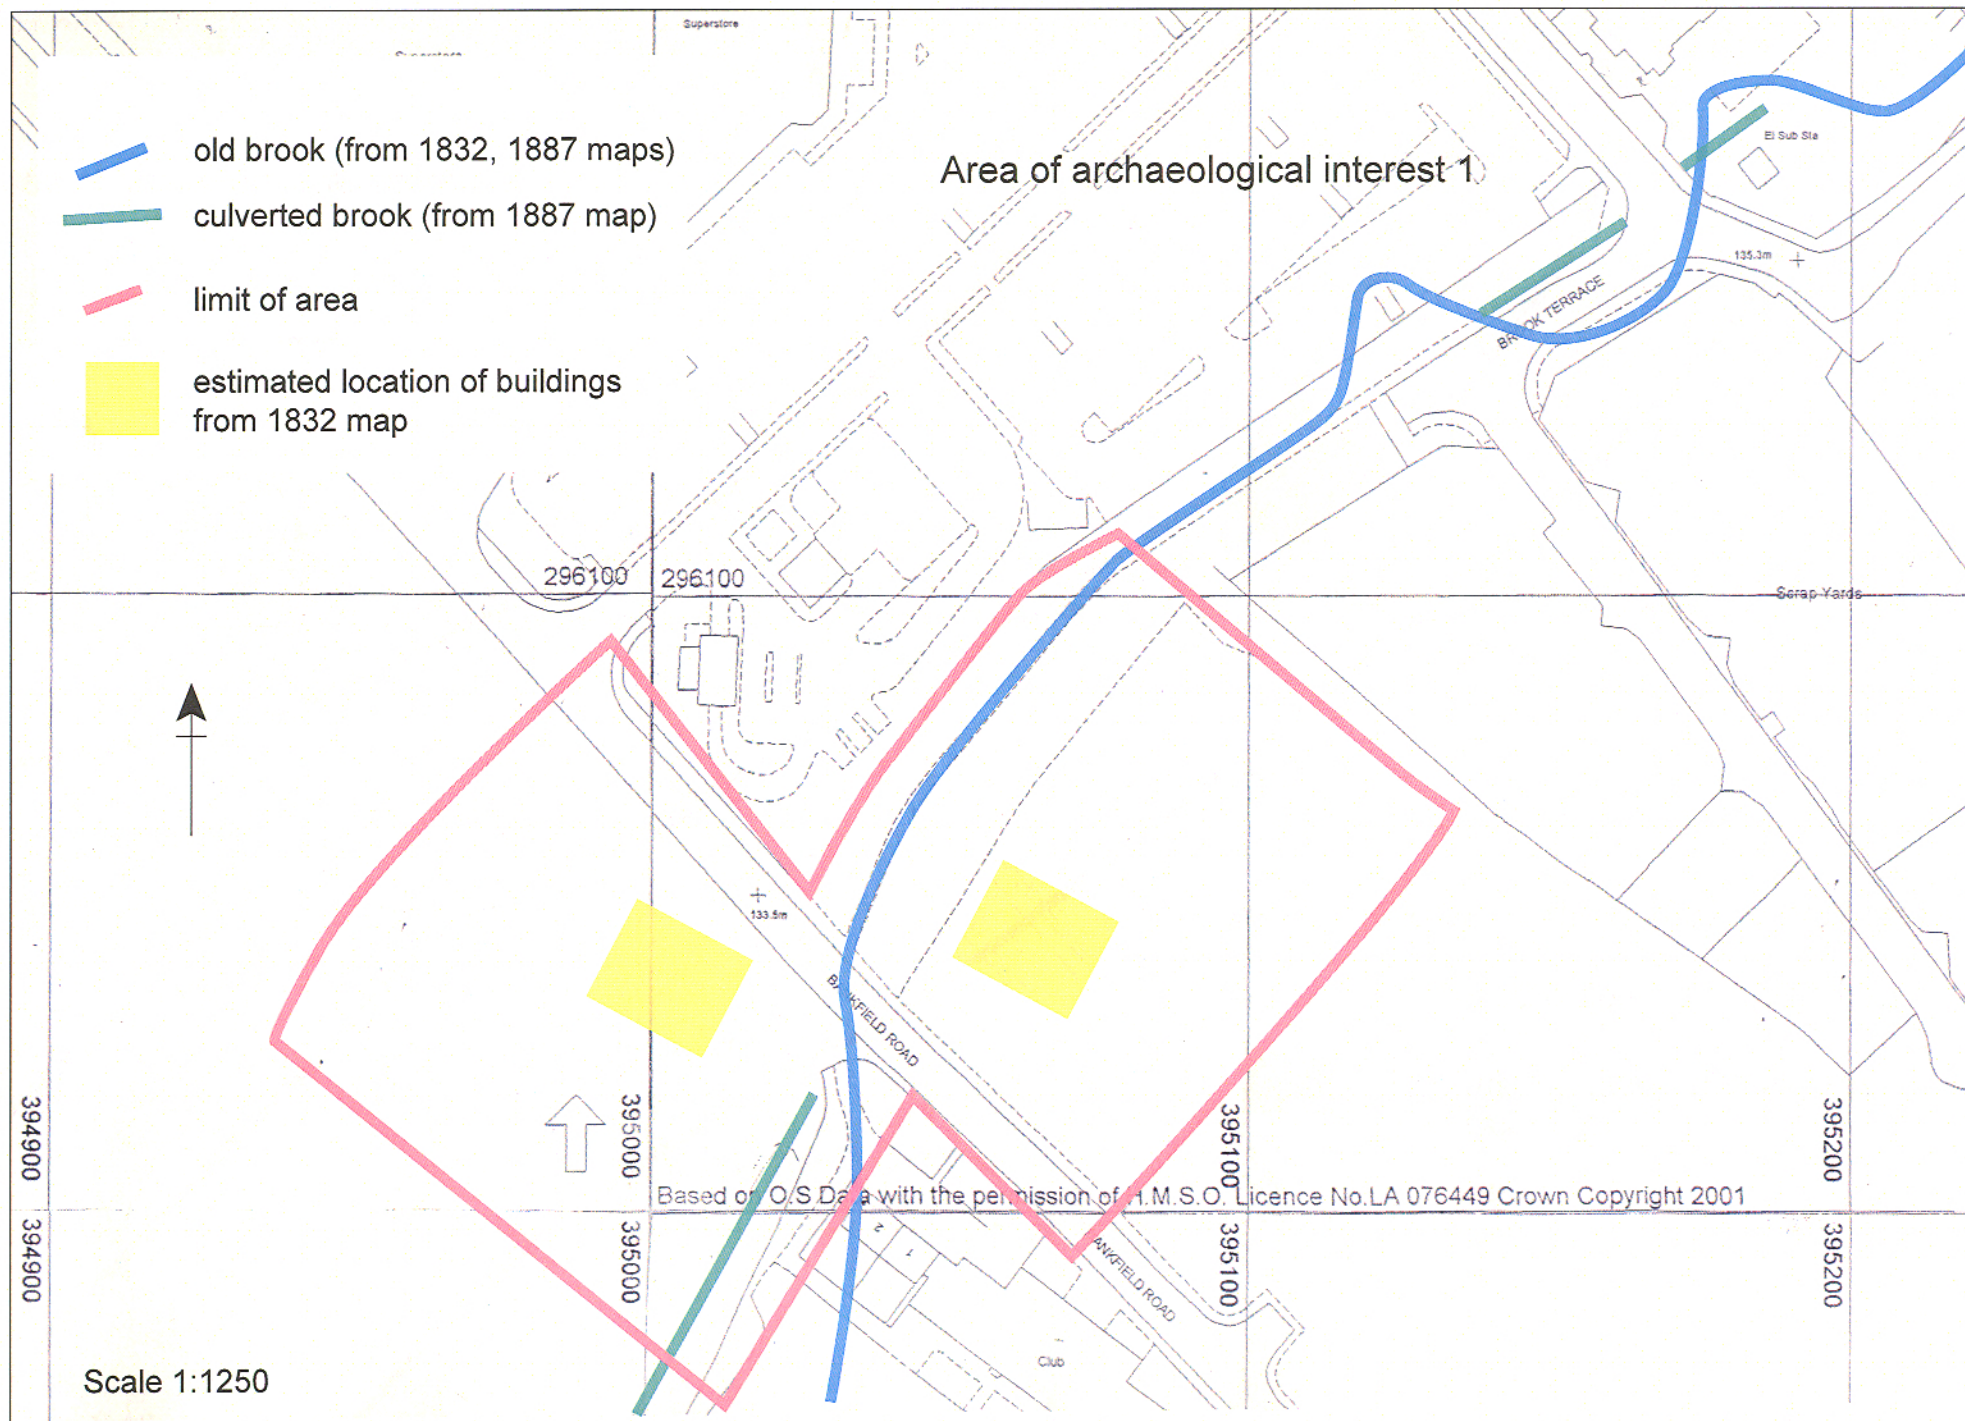 Superstore
Superstore
old brook (from 1832, 1887 maps)
culverted brook (from 1887 map)
limit of area
estimated location of buildings
from 1832 map
Area of archaeological interest 1
El Sub Sta
135.3m
BROOK TERRACE
296100
296100
Scrap Yards
133.5m
BANKFIELD ROAD
394900
395000
395100
395200
Based on O.S.Data with the permission of H.M.S.O. Licence No.LA 076449 Crown Copyright 2001
394900
395000
2
1
395100
395200
ANKFIELD ROAD
Club
Scale 1:1250